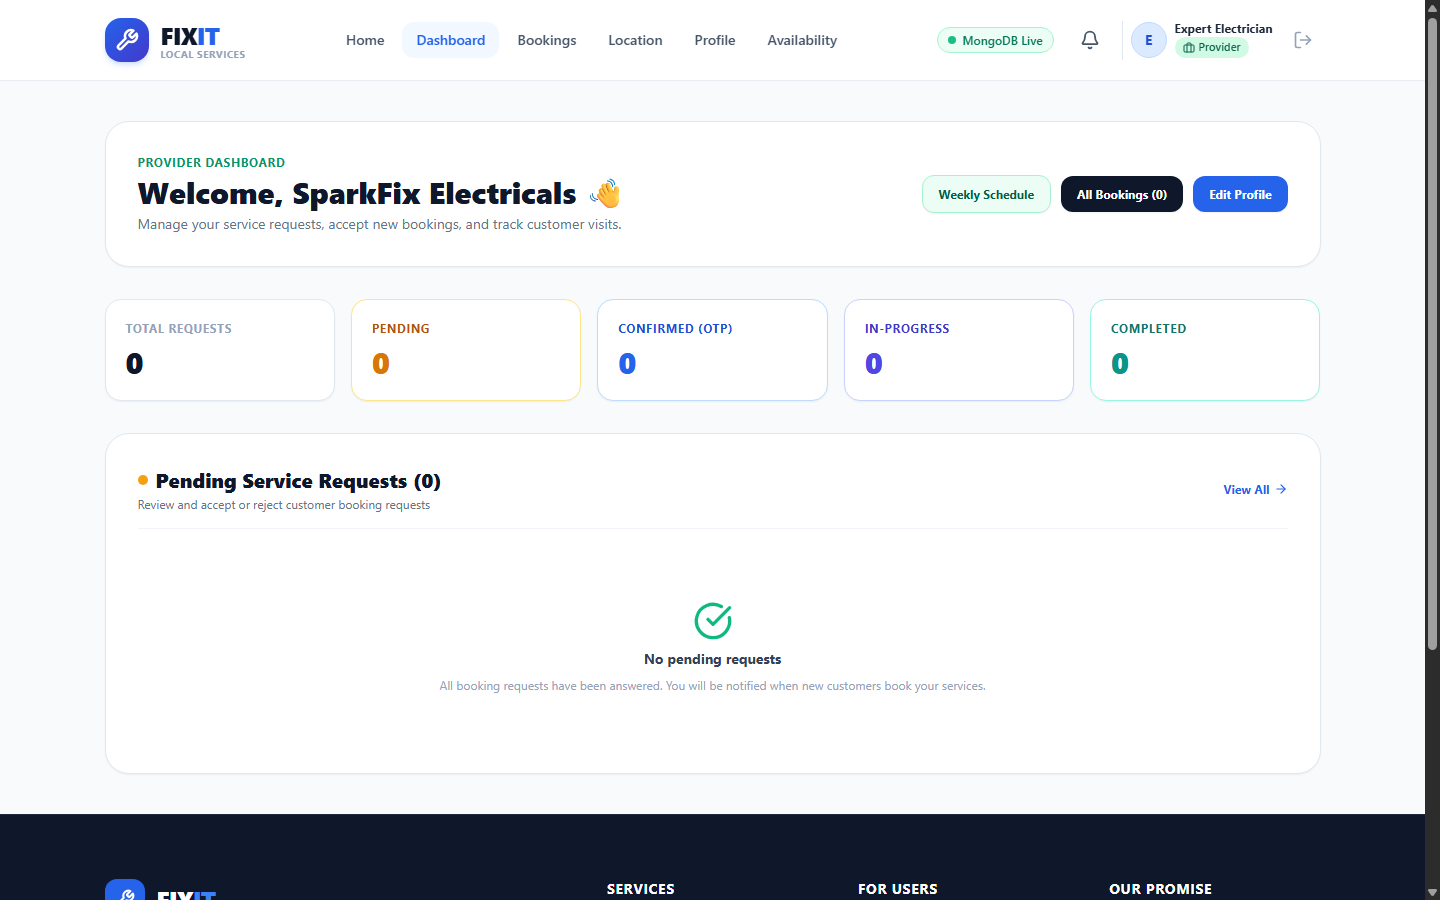 FIXIT
LOCAL SERVICES
Home
Dashboard
Bookings
Location
Profile
Availability
MongoDB Live
E
Expert Electrician
Provider
PROVIDER DASHBOARD
Welcome, SparkFix Electricals 👋
Manage your service requests, accept new bookings, and track customer visits.
Weekly Schedule
All Bookings (0)
Edit Profile
TOTAL REQUESTS
0
PENDING
0
CONFIRMED (OTP)
0
IN-PROGRESS
0
COMPLETED
0
Pending Service Requests (0)
Review and accept or reject customer booking requests
View All
No pending requests
All booking requests have been answered. You will be notified when new customers book your services.
FIXIT
SERVICES
FOR USERS
OUR PROMISE